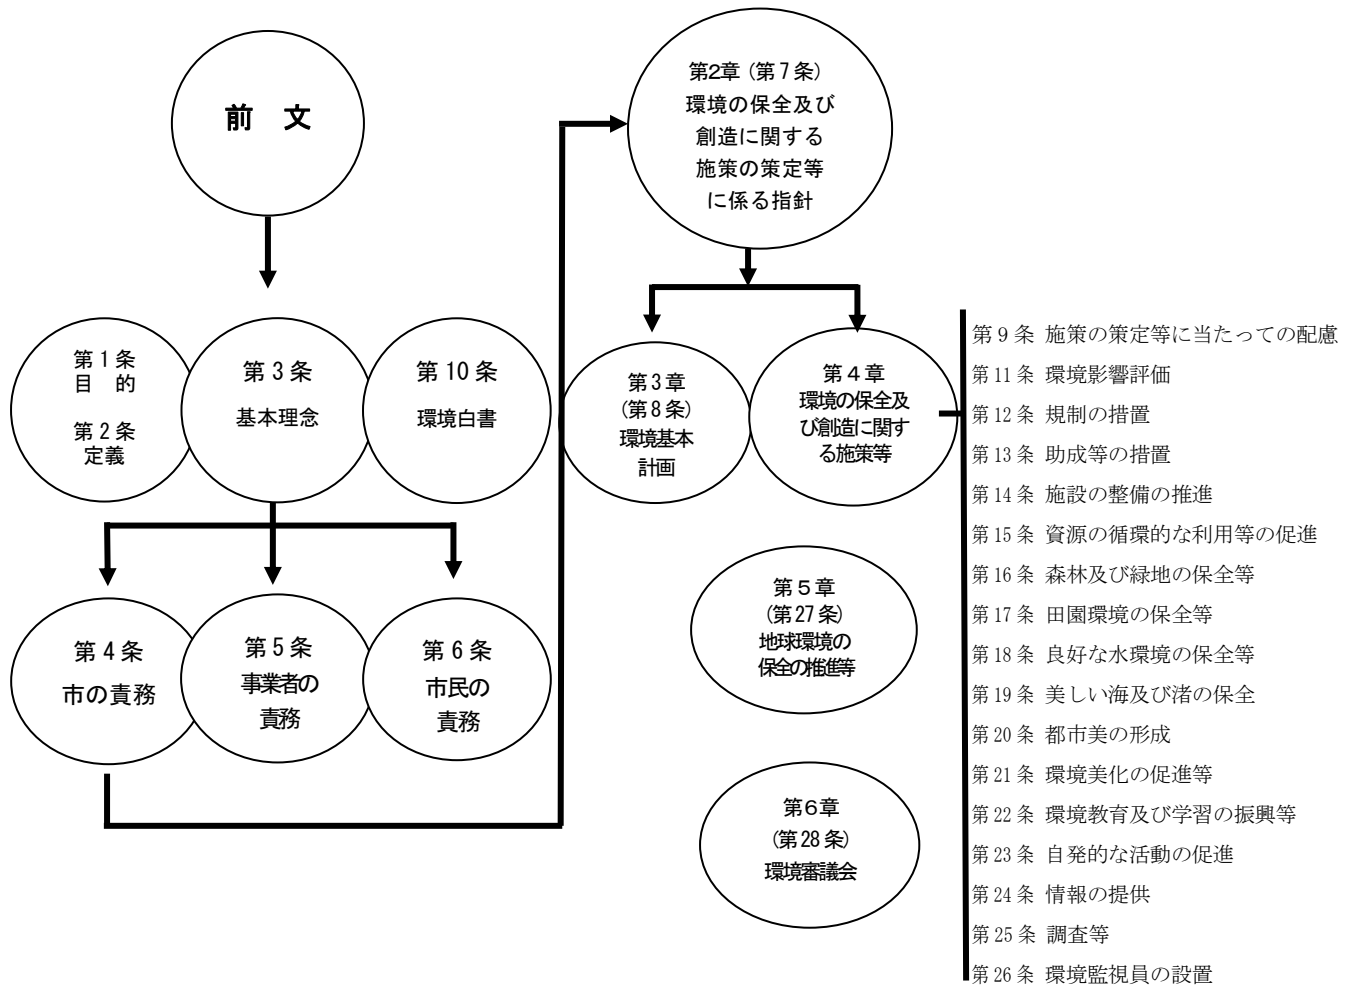 前　文
第1条
目　的
第2条
定義
第3条
基本理念
第10条
環境白書
第4条
市の責務
第5条
事業者の
責務
第6条
市民の
責務
第2章（第7条）
環境の保全及び
創造に関する
施策の策定等
に係る指針
第3章
(第8条)
環境基本
計画
第４章
環境の保全及
び創造に関す
る施策等
第５章
(第27条)
地球環境の
保全の推進等
第6章
(第28条)
環境審議会
第9条 施策の策定等に当たっての配慮
第11条 環境影響評価
第12条 規制の措置
第13条 助成等の措置
第14条 施設の整備の推進
第15条 資源の循環的な利用等の促進
第16条 森林及び緑地の保全等
第17条 田園環境の保全等
第18条 良好な水環境の保全等
第19条 美しい海及び渚の保全
第20条 都市美の形成
第21条 環境美化の促進等
第22条 環境教育及び学習の振興等
第23条 自発的な活動の促進
第24条 情報の提供
第25条 調査等
第26条 環境監視員の設置